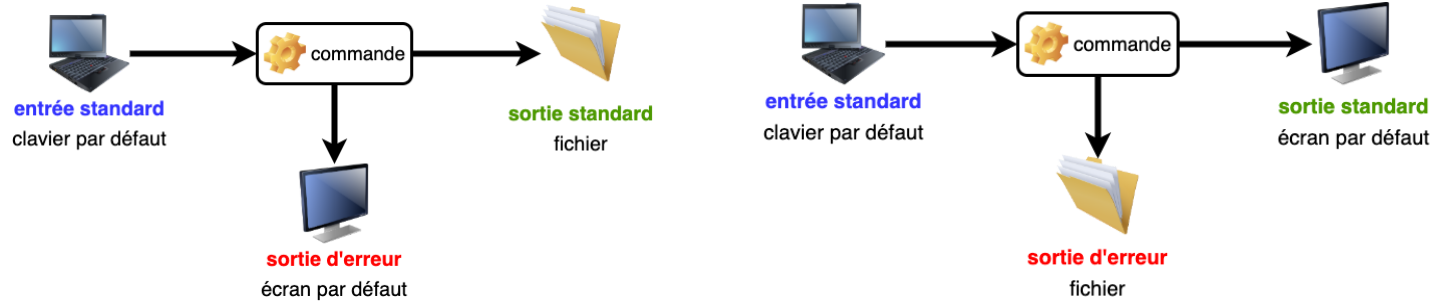 commande
entrée standard
clavier par défaut
sortie standard
fichier
sortie d'erreur
écran par défaut
commande
entrée standard
clavier par défaut
sortie standard
écran par défaut
sortie d'erreur
fichier